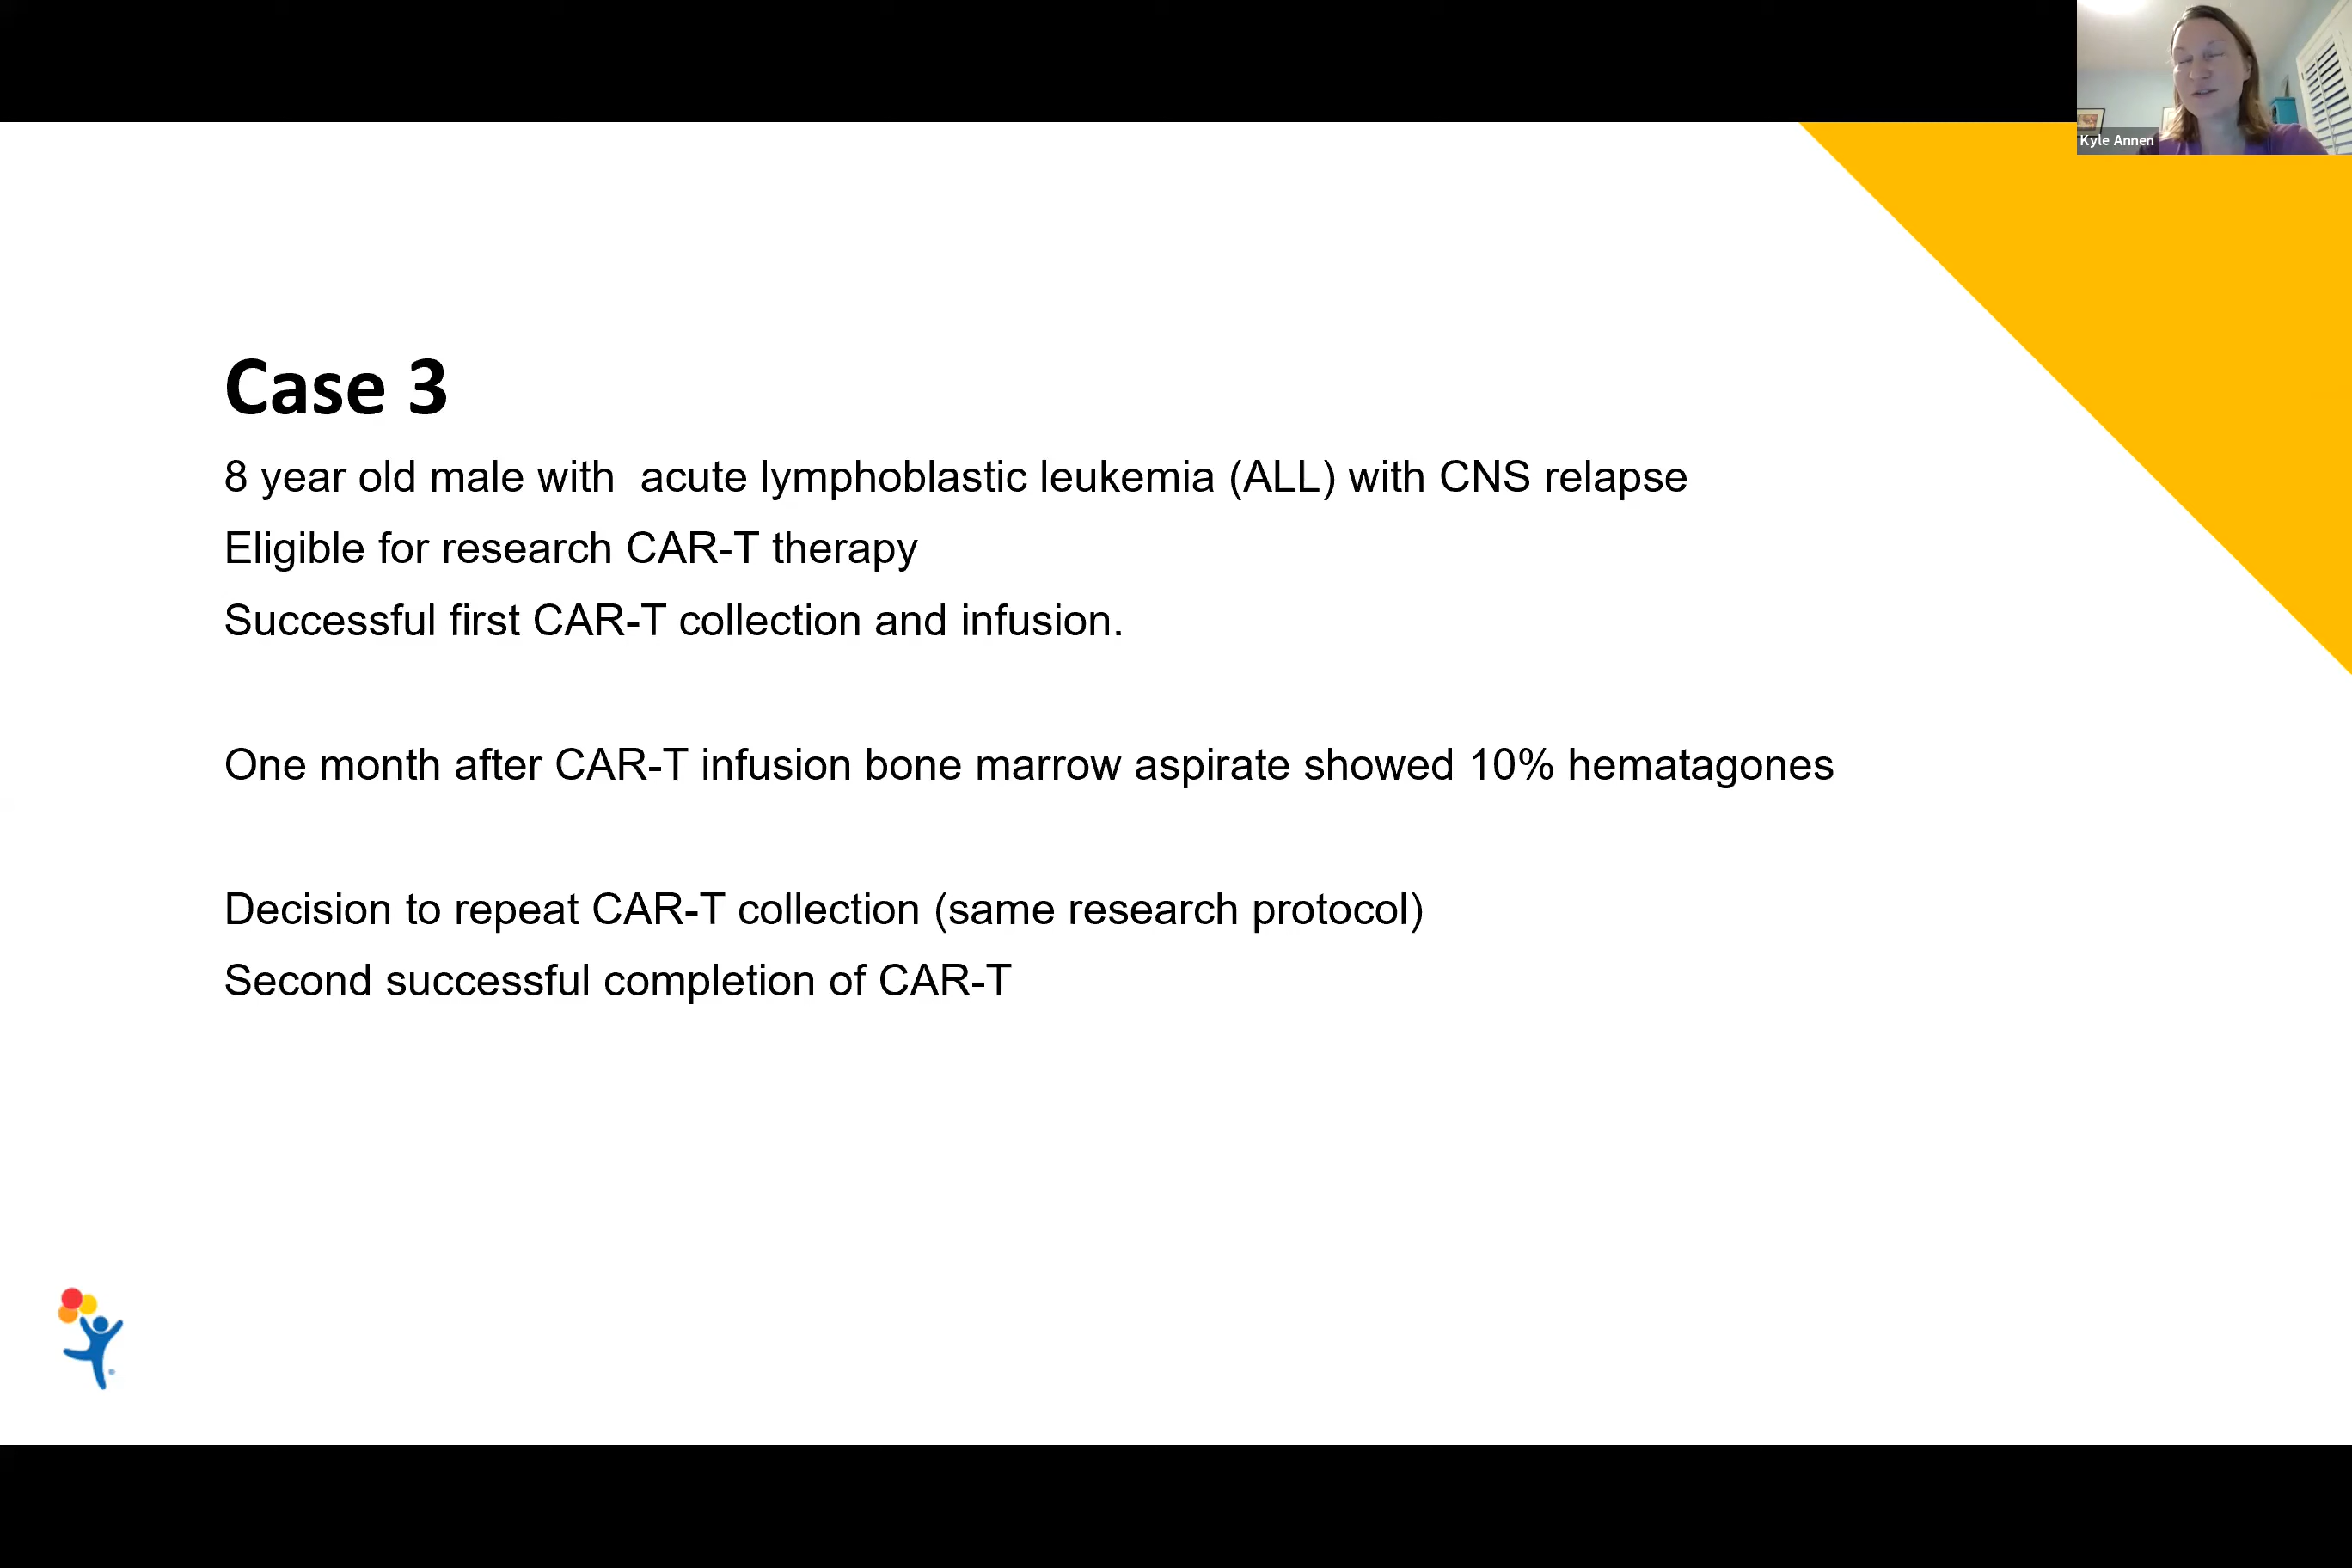 Kyle Annen
Case 3
8 year old male with  acute lymphoblastic leukemia (ALL) with CNS relapse
Eligible for research CAR-T therapy
Successful first CAR-T collection and infusion.
One month after CAR-T infusion bone marrow aspirate showed 10% hematagones
Decision to repeat CAR-T collection (same research protocol)
Second successful completion of CAR-T